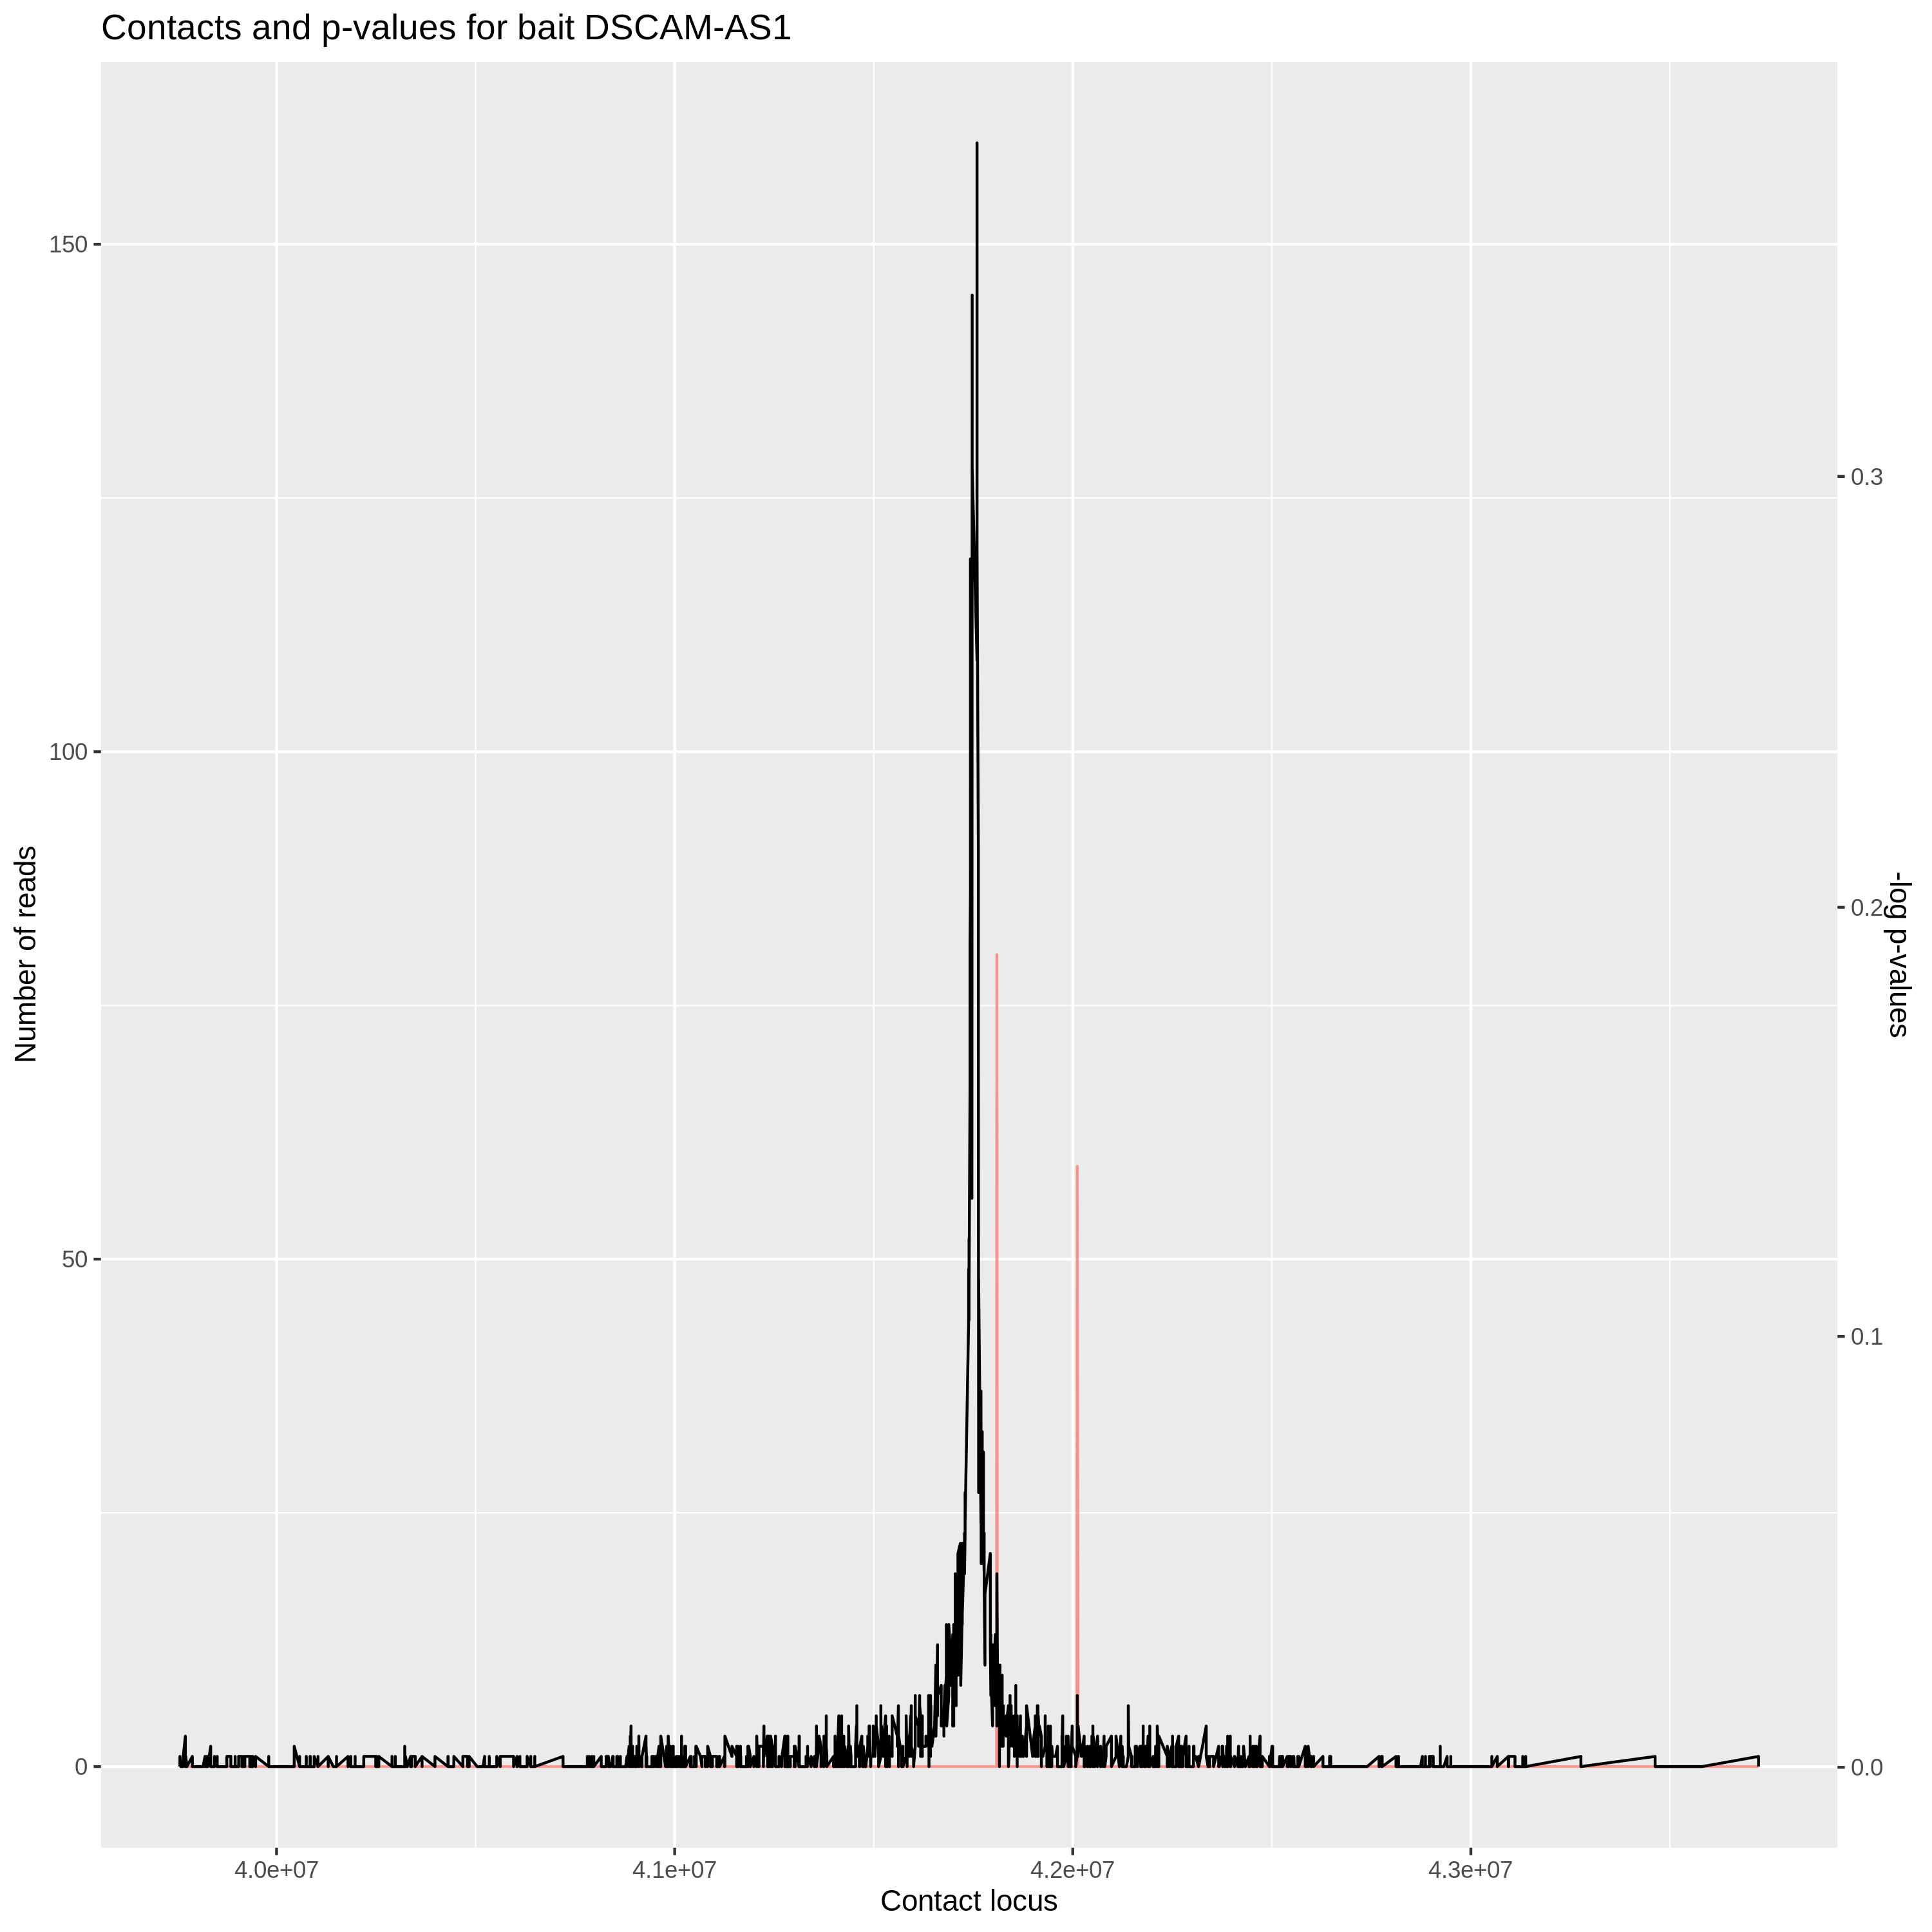 Contacts and p-values for bait DSCAM-AS1
150
100
50
0
Number of reads
0.3
0.2
0.1
0.0
-log p-values
4.0e+07 4.1e+07 4.2e+07 4.3e+07
Contact locus